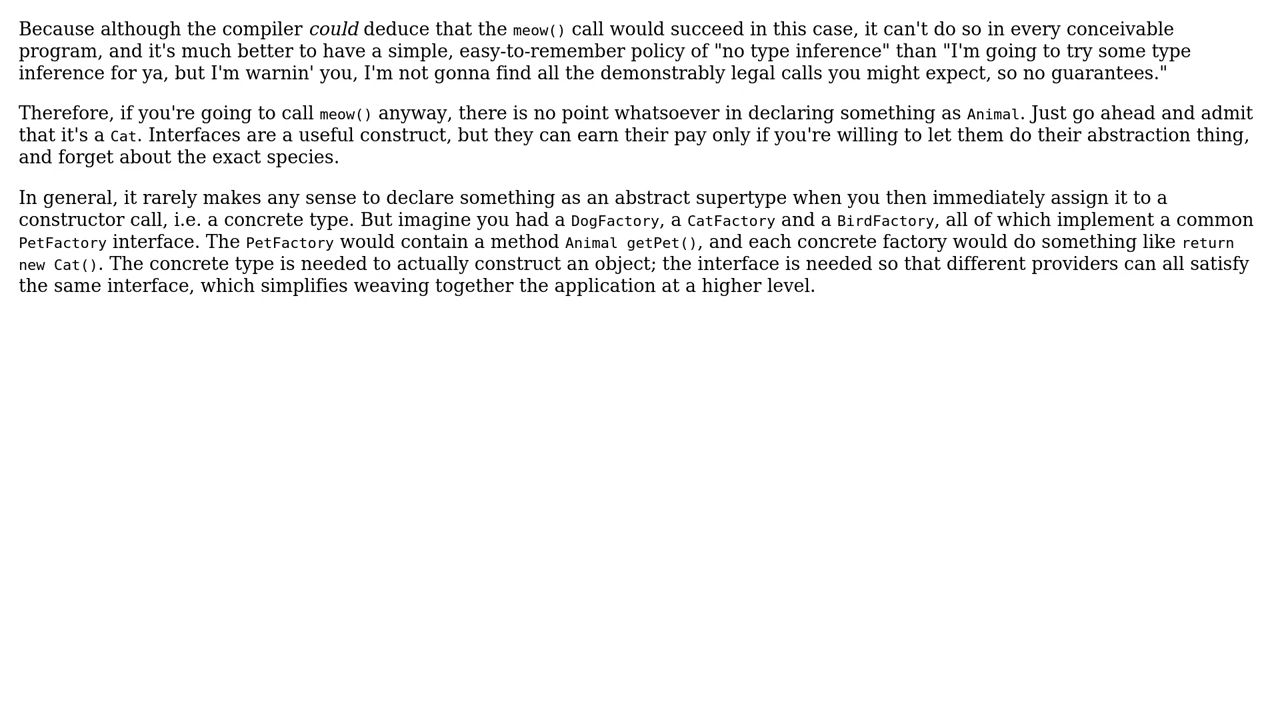 Because although the compiler could deduce that the meow() call would succeed in this case, it can't do so in every conceivable
program, and it's much better to have a simple, easy-to-remember policy of "no type inference" than "I'm going to try some type
inference for ya, but I'm warnin' you, I'm not gonna find all the demonstrably legal calls you might expect, so no guarantees."
Therefore, if you're going to call meow() anyway, there is no point whatsoever in declaring something as Animal. Just go ahead and admit
that it's a Cat. Interfaces are a useful construct, but they can earn their pay only if you're willing to let them do their abstraction thing,
and forget about the exact species.
In general, it rarely makes any sense to declare something as an abstract supertype when you then immediately assign it to a
constructor call, i.e. a concrete type. But imagine you had a DogFactory, a CatFactory and a BirdFactory, all of which implement a common
PetFactory interface. The PetFactory would contain a method Animal getPet(), and each concrete factory would do something like return
new Cat(). The concrete type is needed to actually construct an object; the interface is needed so that different providers can all satisfy
the same interface, which simplifies weaving together the application at a higher level.